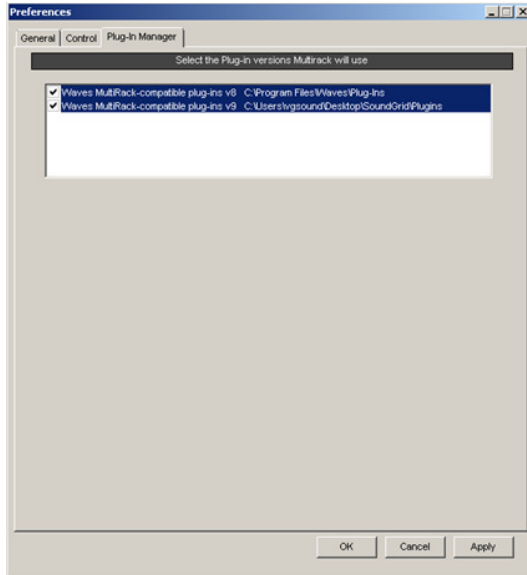 Preferences
General
Control
Plug-In Manager
Select the Plug-in versions Multirack will use
Waves MultiRack-compatible plug-ins v8 C:\Program Files\Waves\Plug-Ins
Waves MultiRack-compatible plug-ins v9 C:\Users\vgsound\Desktop\SoundGrid\Plugins
OK
Cancel
Apply